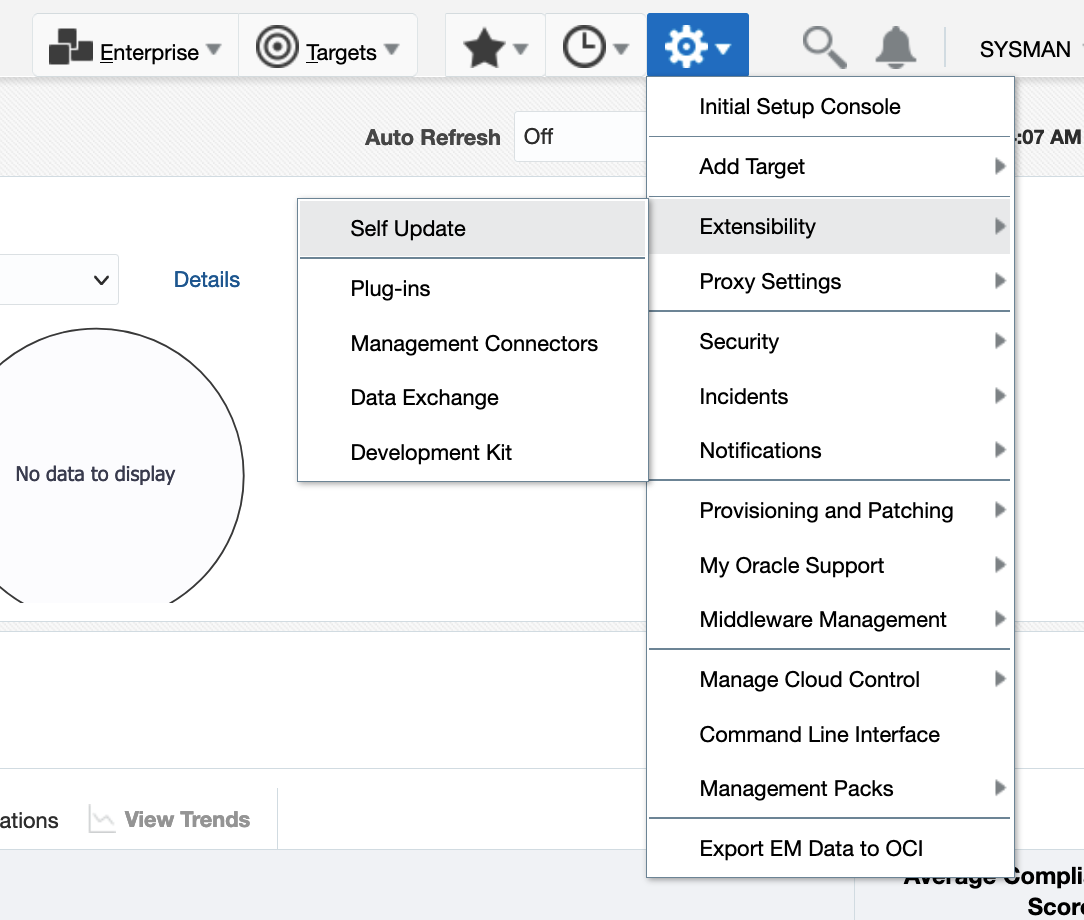 Enterprise
Targets
SYSMAN
Auto Refresh
Off
:07 AM
Initial Setup Console
Add Target
Extensibility
Proxy Settings
Security
Incidents
Notifications
Provisioning and Patching
My Oracle Support
Middleware Management
Manage Cloud Control
Command Line Interface
Management Packs
Export EM Data to OCI
Self Update
Plug-ins
Management Connectors
Data Exchange
Development Kit
Details
No data to display
ations
View Trends
Average Compli
Score